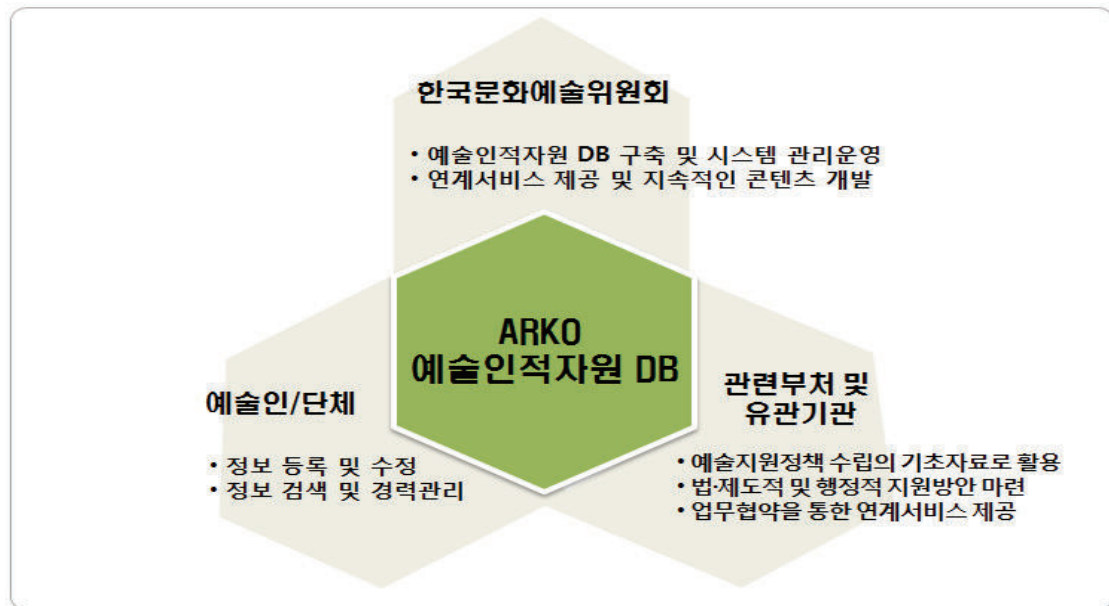 한국문화예술위원회
• 예술인적자원 DB 구축 및 시스템 관리운영
• 연계서비스 제공 및 지속적인 콘텐츠 개발
ARKO
예술인적자원 DB
예술인/단체
• 정보 등록 및 수정
• 정보 검색 및 경력관리
관련부처 및
유관기관
• 예술지원정책 수립의 기초자료로 활용
• 법·제도적 및 행정적 지원방안 마련
• 업무협약을 통한 연계서비스 제공